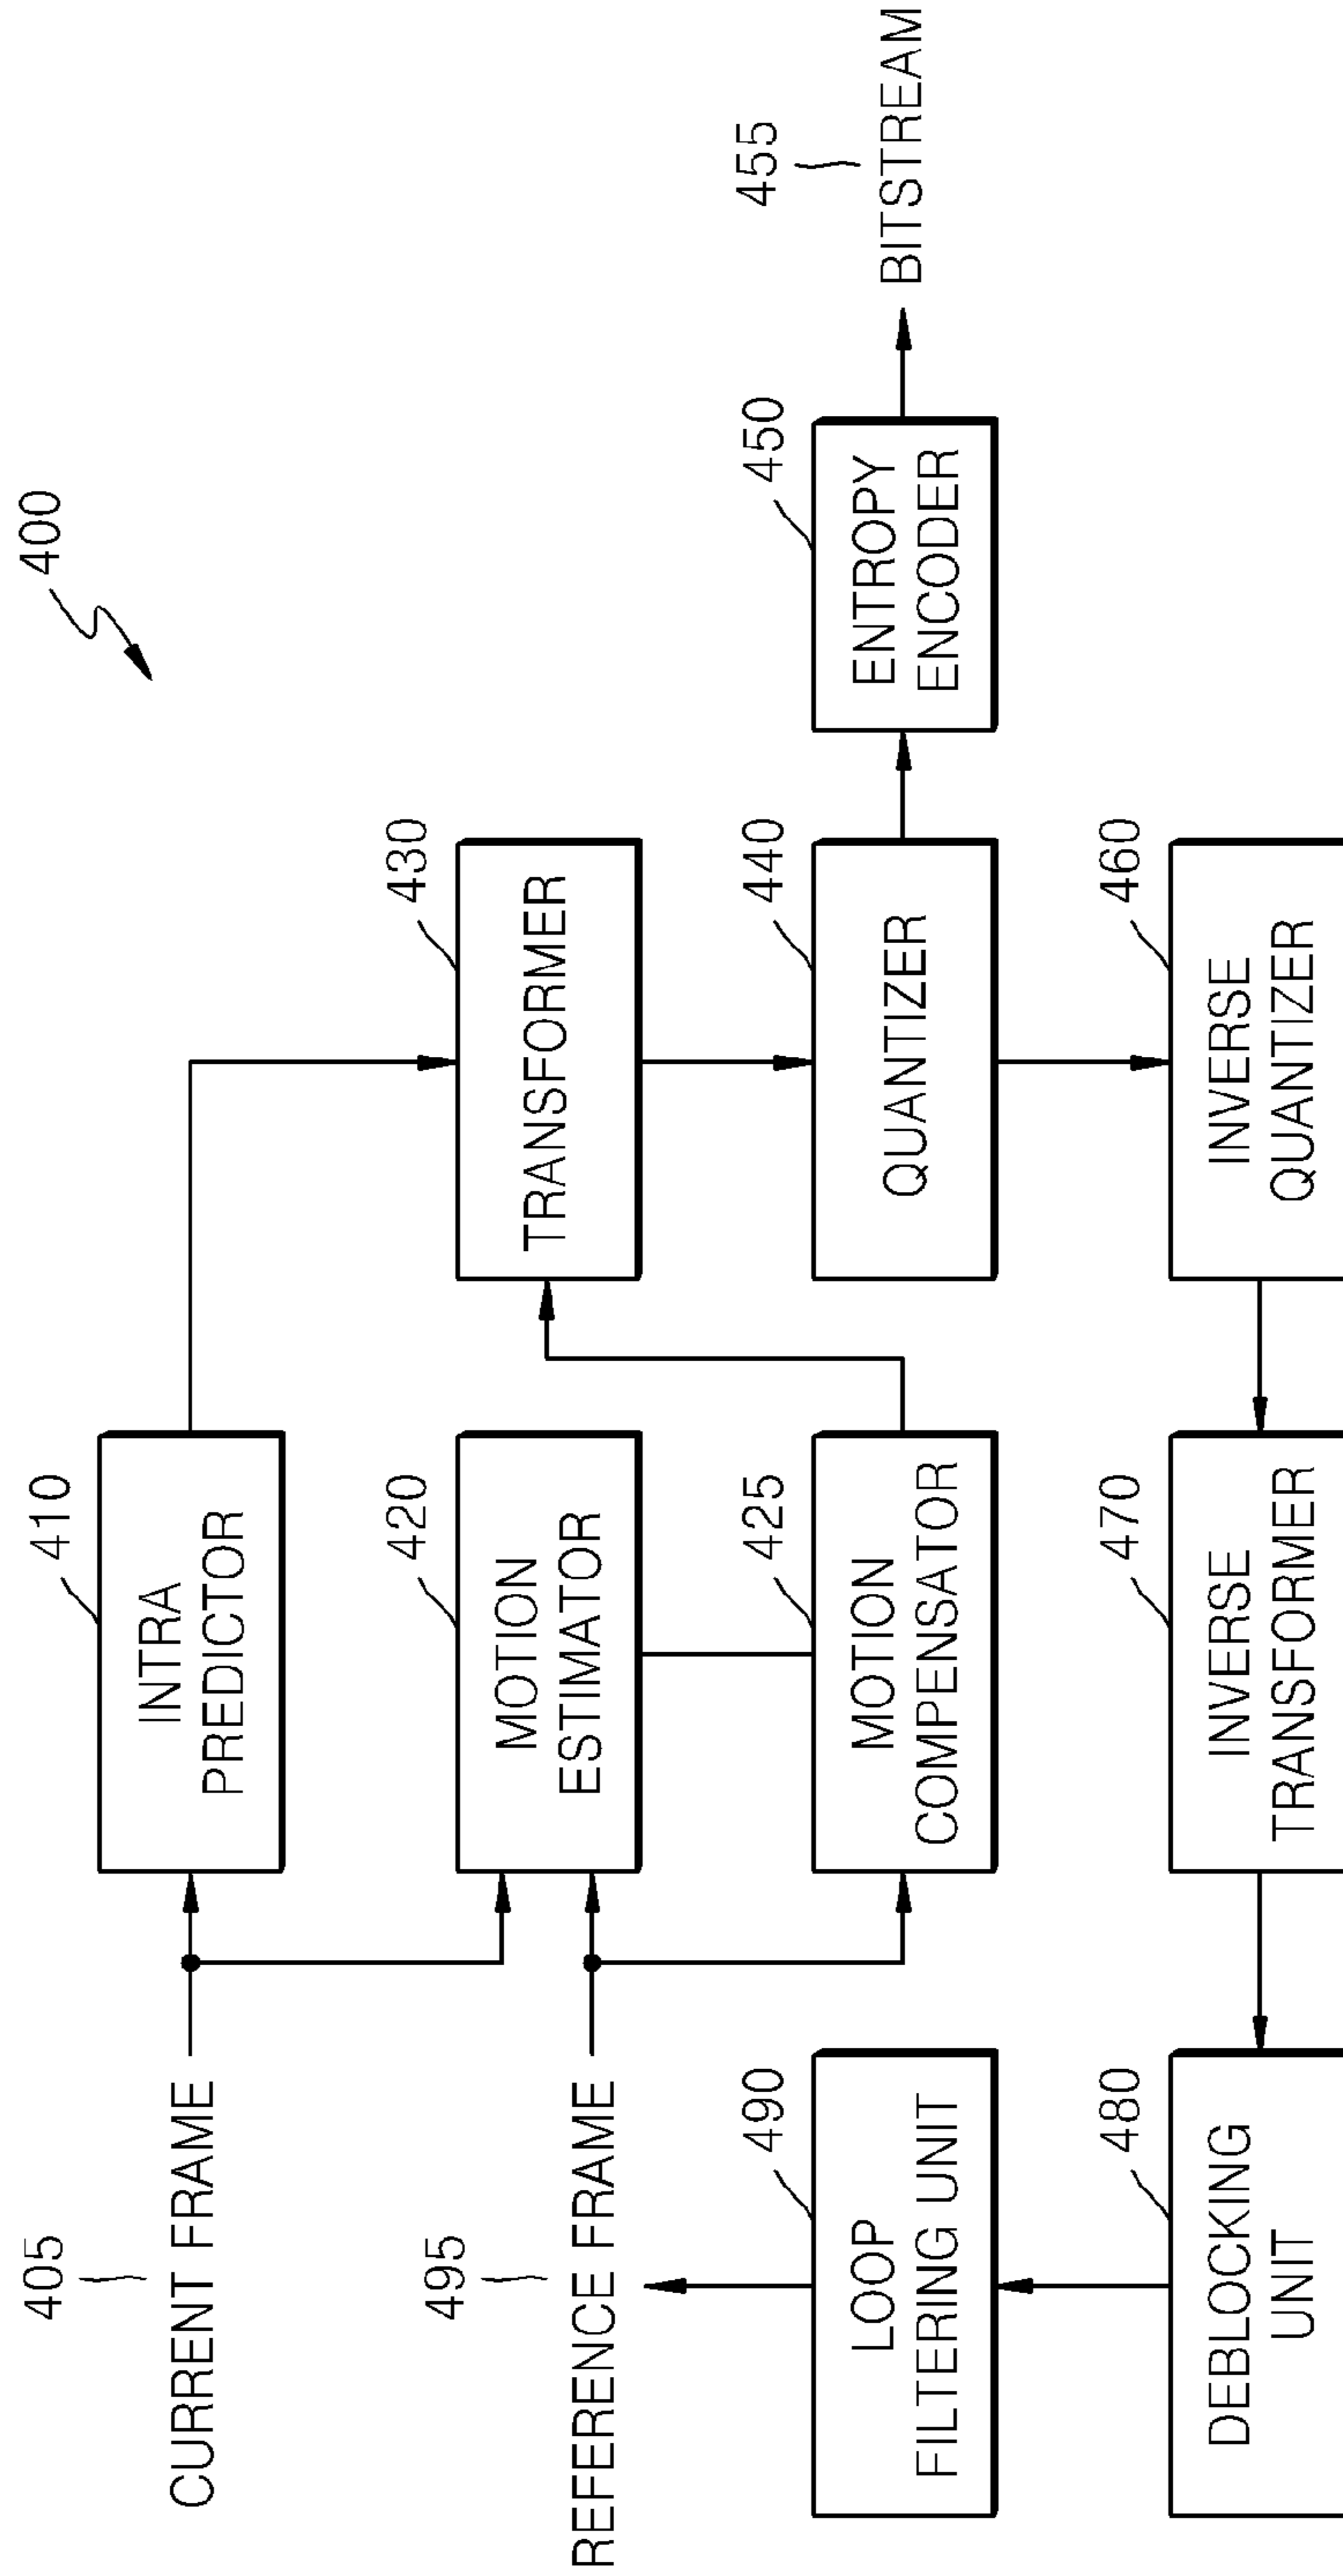 400
405
CURRENT FRAME
410
INTRA
PREDICTOR
495
REFERENCE FRAME
420
MOTION
ESTIMATOR
430
TRANSFORMER
490
LOOP
FILTERING UNIT
425
MOTION
COMPENSATOR
440
QUANTIZER
450
ENTROPY
ENCODER
455
BITSTREAM
480
DEBLOCKING
UNIT
470
INVERSE
TRANSFORMER
460
INVERSE
QUANTIZER